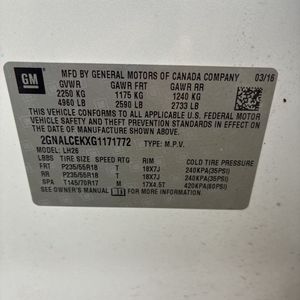 GM
MFD BY GENERAL MOTORS OF CANADA COMPANY 03/16
GVWR GAWR FRT GAWR RR
2250 KG 1175 KG 1240 KG
4960 LB 2590 LB 2733 LB
THIS VEHICLE CONFORMS TO ALL APPLICABLE U.S. FEDERAL MOTOR
VEHICLE SAFETY AND THEFT PREVENTION STANDARDS IN EFFECT
ON THE DATE OF MANUFACTURE SHOWN ABOVE.
2GNALCEKXG1171772 TYPE: M.P.V.
MODEL: LH26
LBBS TIRE SIZE SPEED RTG RIM COLD TIRE PRESSURE
FRT P235/55R18 T 18X7J 240KPA(35PSI)
RR P235/55R18 T 18X7J 240KPA(35PSI)
SPA T145/70R17 M 17X4.5T 420KPA(60PSI)
SEE OWNER'S MANUAL FOR MORE INFORMATION.